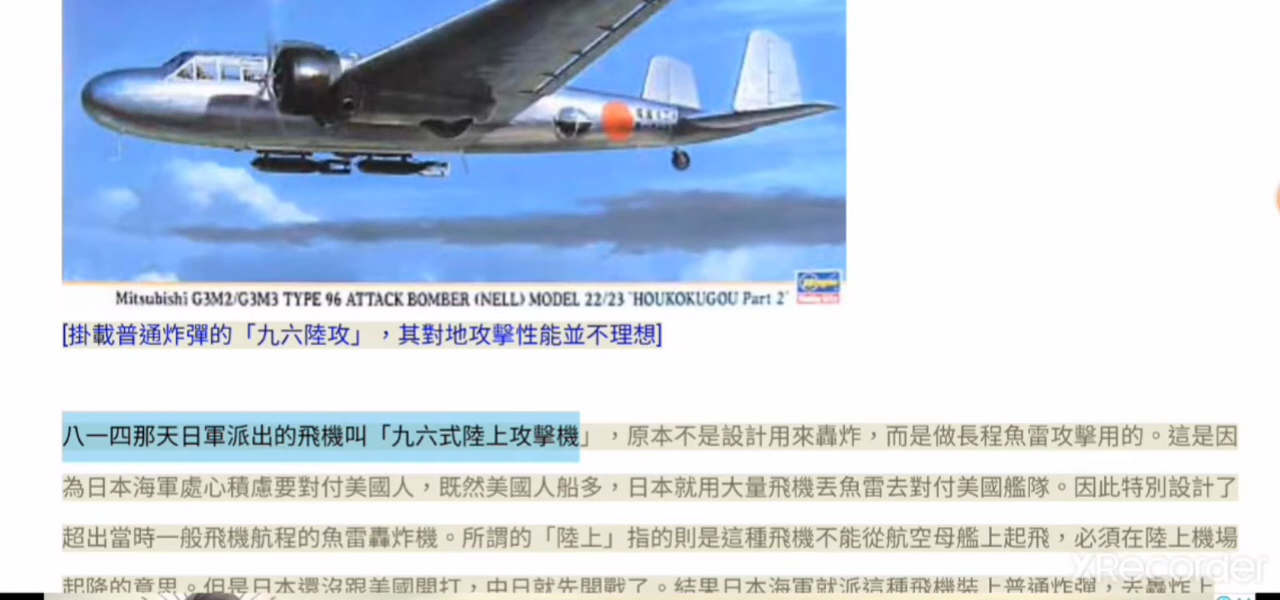 Mitsubishi G3M2/G3M3 TYPE 96 ATTACK BOMBER (NELL) MODEL 22/23 "HOUKOKUGOU Part 2"
[掛載普通炸彈的「九六陸攻」，其對地攻擊性能並不理想]
八一四那天日軍派出的飛機叫「九六式陸上攻擊機」，原本不是設計用來轟炸，而是做長程魚雷攻擊用的。這是因
為日本海軍處心積慮要對付美國人，既然美國人船多，日本就用大量飛機丟魚雷去對付美國艦隊。因此特別設計了
超出當時一般飛機航程的魚雷轟炸機。所謂的「陸上」指的則是這種飛機不能從航空母艦上起飛，必須在陸上機場
起降的意思。但是日本還沒跟美國開打，中日就先開戰了。結果日本海軍就派這種飛機裝上普通炸彈，去轟炸上
XRecorder